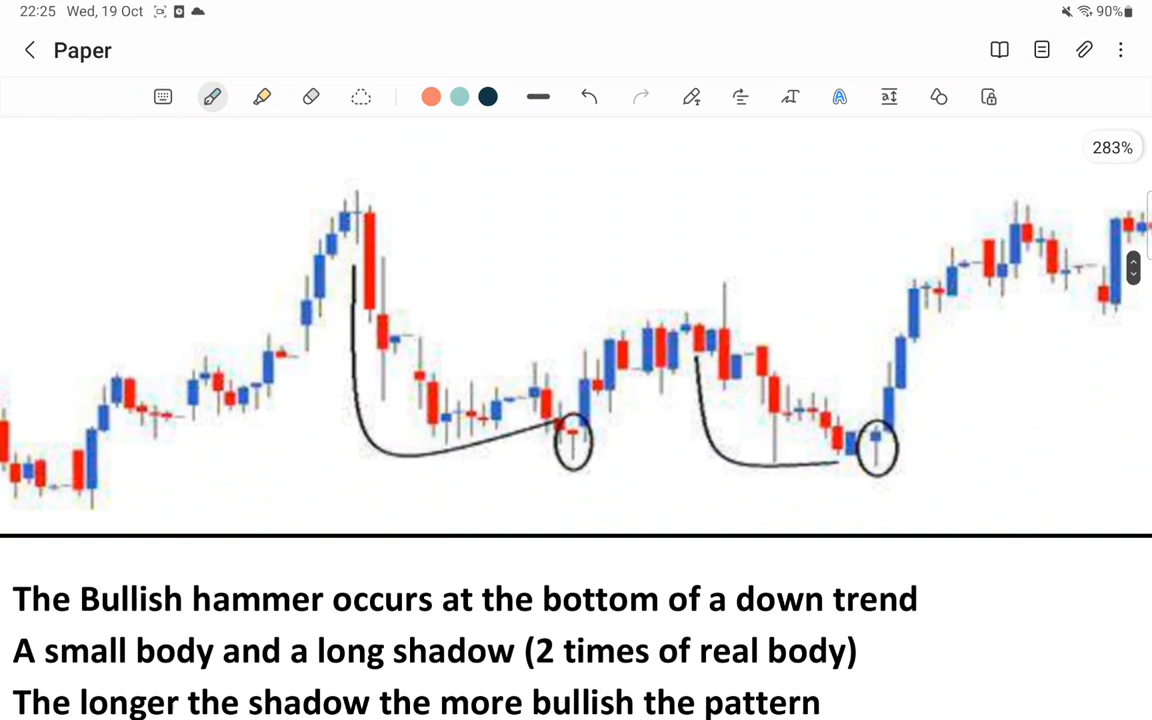 22:25 Wed, 19 Oct 90%
Paper
283%
The Bullish hammer occurs at the bottom of a down trend
A small body and a long shadow (2 times of real body)
The longer the shadow the more bullish the pattern